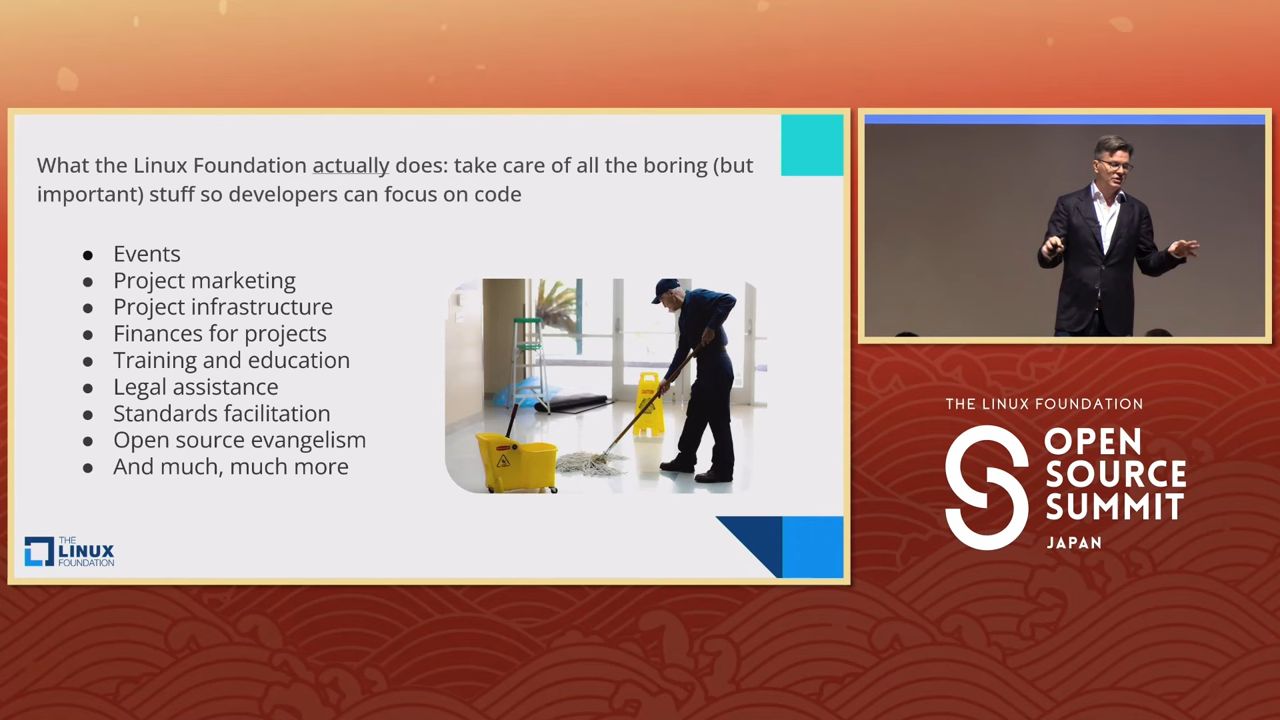 What the Linux Foundation actually does: take care of all the boring (but
important) stuff so developers can focus on code
● Events
● Project marketing
● Project infrastructure
● Finances for projects
● Training and education
● Legal assistance
● Standards facilitation
● Open source evangelism
● And much, much more
THE
LINUX
FOUNDATION
THE LINUX FOUNDATION
OPEN
SOURCE
SUMMIT
JAPAN